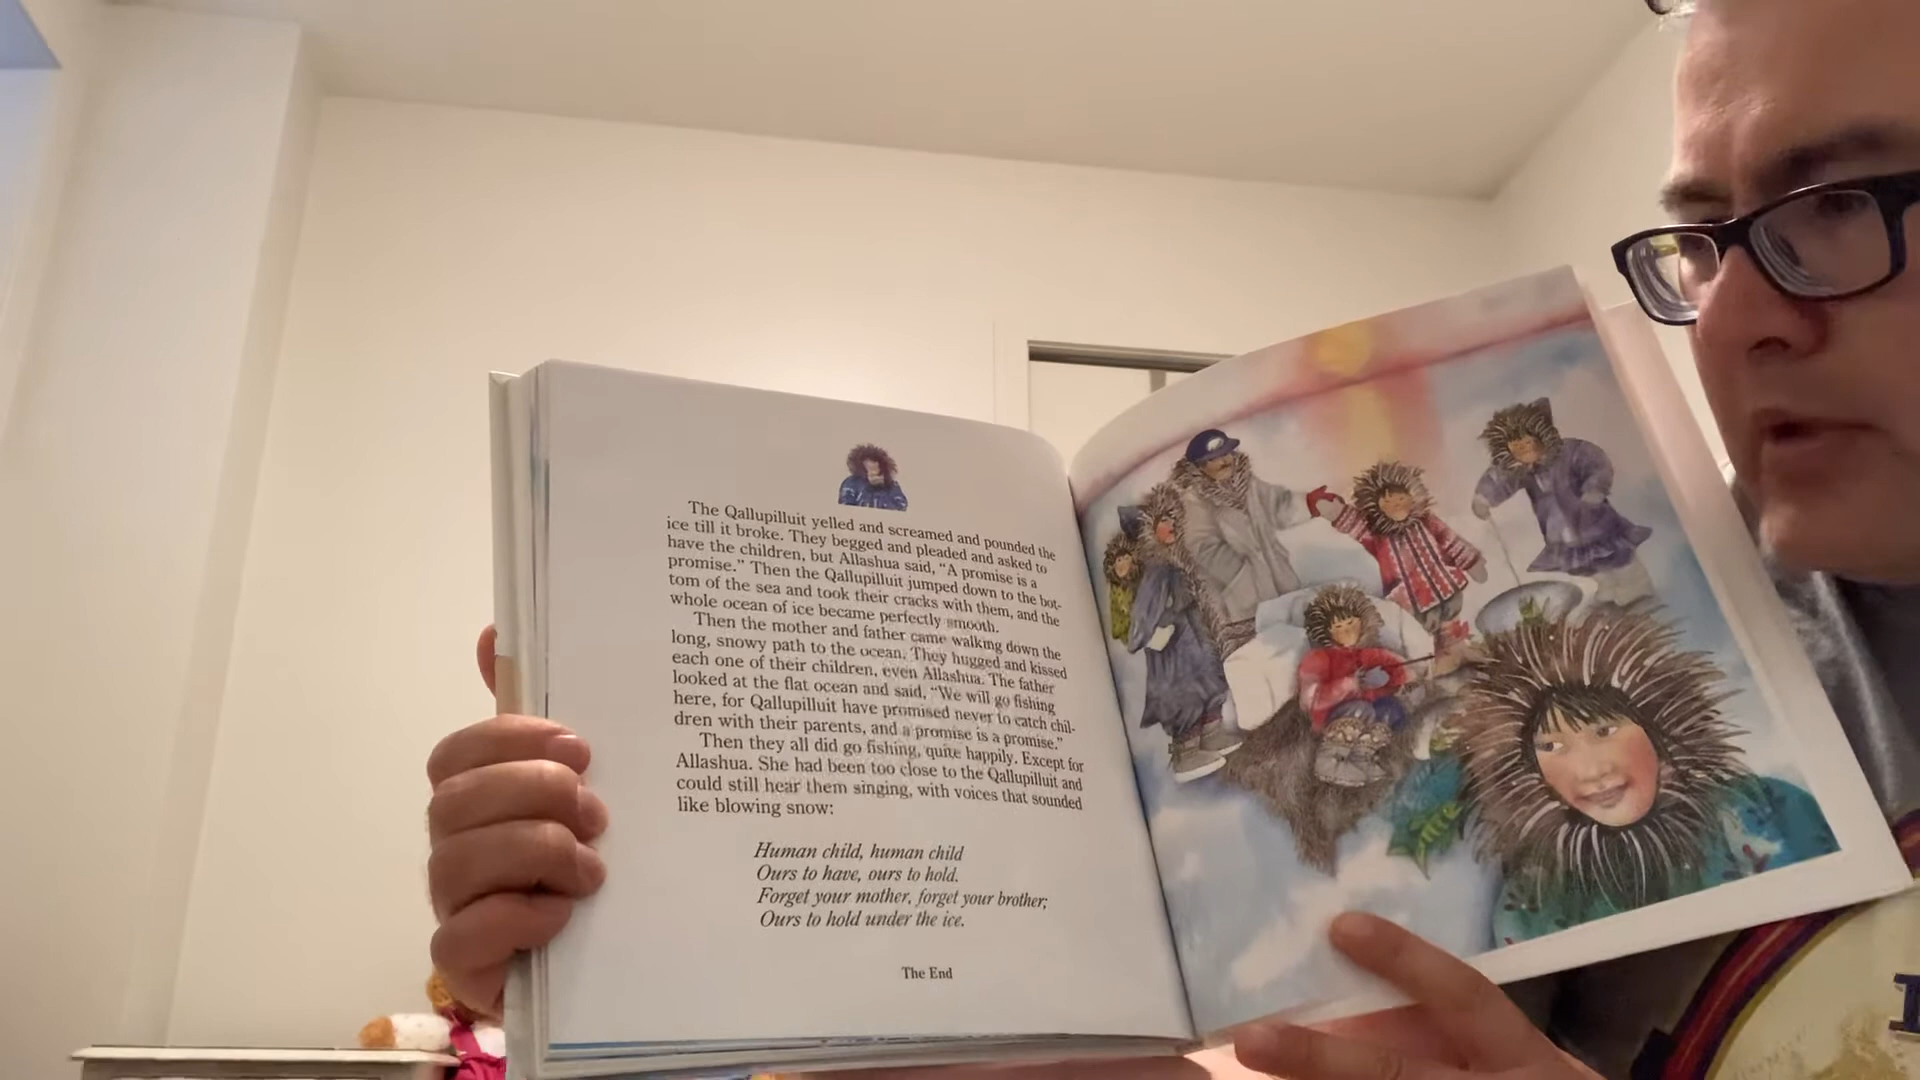 The Qallupilluit yelled and screamed and pounded the
ice till it broke. They begged and pleaded and asked to
have the children, but Allashua said, “A promise is a
promise.” Then the Qallupilluit jumped down to the bot-
tom of the sea and took their cracks with them, and the
whole ocean of ice became perfectly smooth.
Then the mother and father came walking down the
long, snowy path to the ocean. They hugged and kissed
each one of their children, even Allashua. The father
looked at the flat ocean and said, “We will go fishing
here, for Qallupilluit have promised never to catch chil-
dren with their parents, and a promise is a promise.”
Then they all did go fishing, quite happily. Except for
Allashua. She had been too close to the Qallupilluit and
could still hear them singing, with voices that sounded
like blowing snow:
Human child, human child
Ours to have, ours to hold.
Forget your mother, forget your brother;
Ours to hold under the ice.
The End